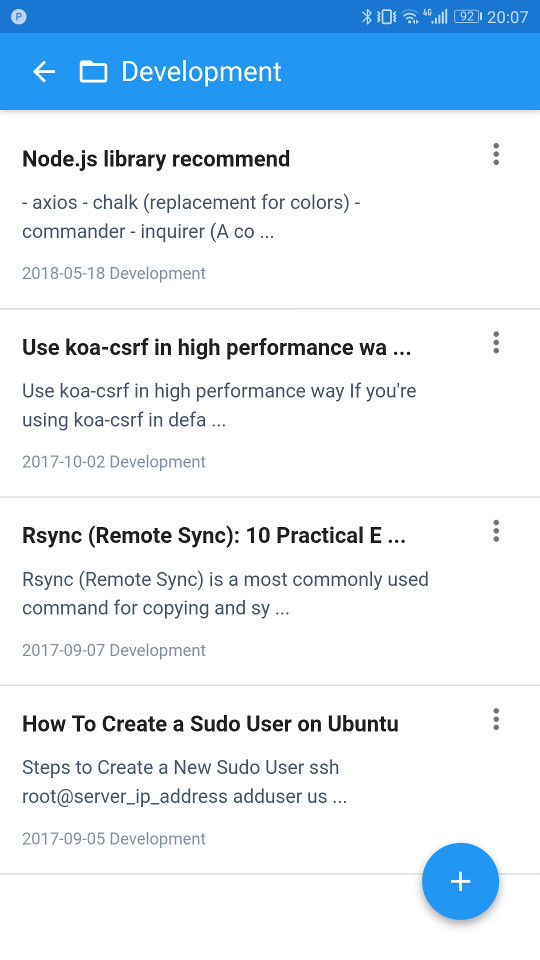 P 4G 92 20:07
Development
Node.js library recommend
- axios - chalk (replacement for colors) -
commander - inquirer (A co ...
2018-05-18 Development
Use koa-csrf in high performance wa ...
Use koa-csrf in high performance way If you're
using koa-csrf in defa ...
2017-10-02 Development
Rsync (Remote Sync): 10 Practical E ...
Rsync (Remote Sync) is a most commonly used
command for copying and sy ...
2017-09-07 Development
How To Create a Sudo User on Ubuntu
Steps to Create a New Sudo User ssh
root@server_ip_address adduser us ...
2017-09-05 Development